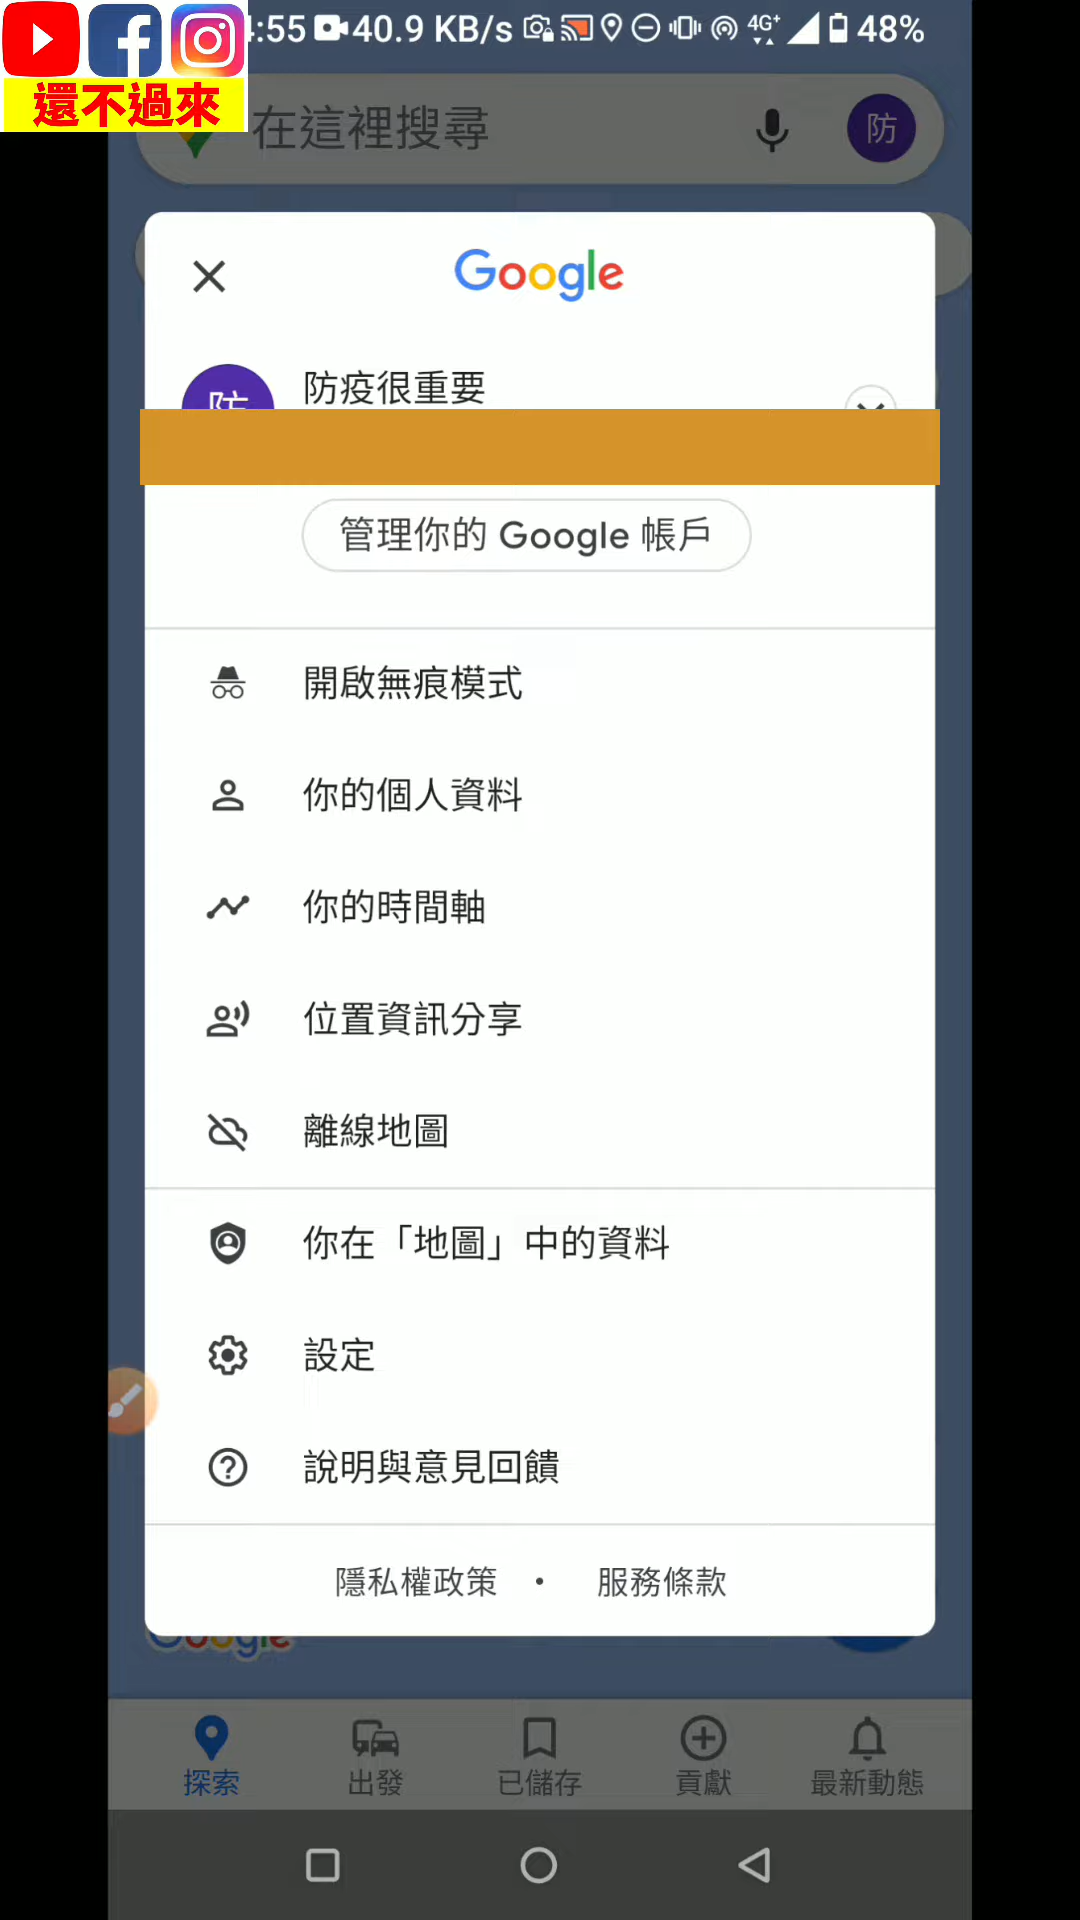 :55 40.9 KB/s 4G+ 48%
還不過來
在這裡搜尋 防
Google
防疫很重要
管理你的 Google 帳戶
開啟無痕模式
你的個人資料
你的時間軸
位置資訊分享
離線地圖
你在「地圖」中的資料
設定
說明與意見回饋
隱私權政策 • 服務條款
Google
探索 出發 已儲存 貢獻 最新動態